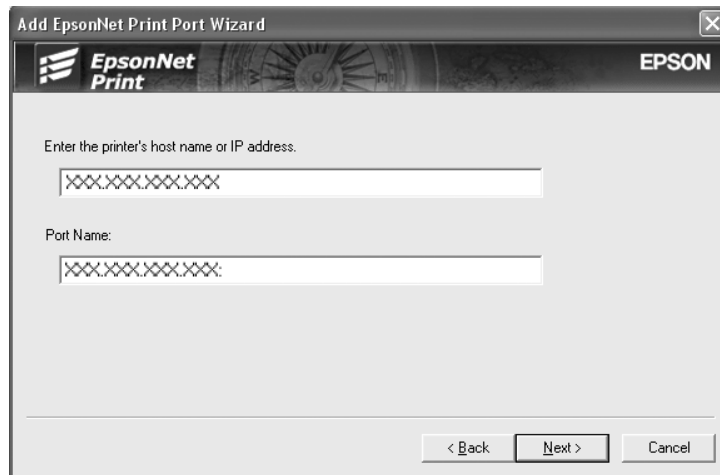 Add EpsonNet Print Port Wizard
EpsonNet
Print
EPSON
Enter the printer's host name or IP address.
XXX.XXX.XXX.XXX
Port Name:
XXX.XXX.XXX.XXX:
< Back
Next >
Cancel